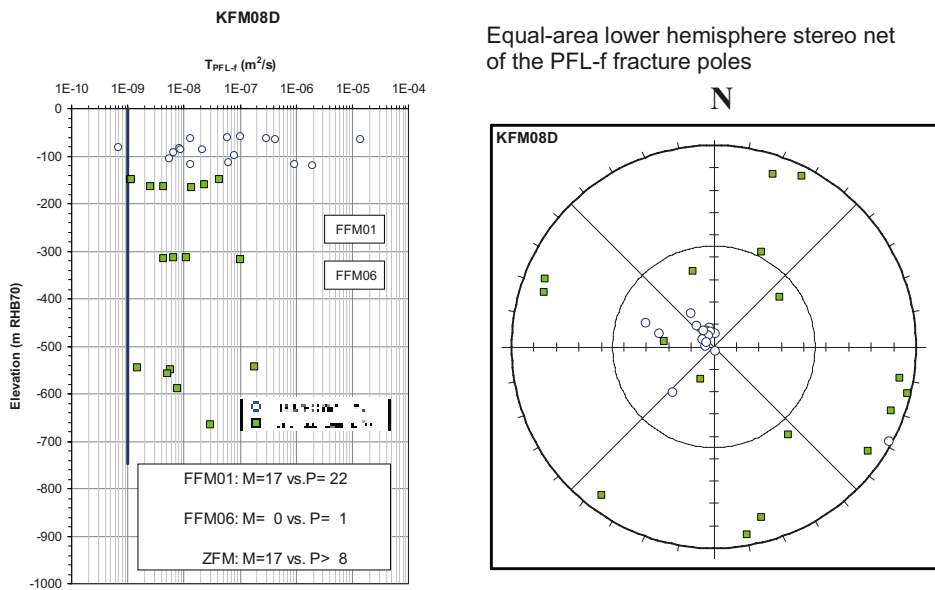 KFM08D
T PFL-f (m²/s)
1E-10 1E-09 1E-08 1E-07 1E-06 1E-05 1E-04
0
-100
-200
-300
-400
-500
-600
-700
-800
-900
-1000
Elevation (m RHB70)
FFM01
FFM06
FFM01: M=17 vs.P= 22
FFM06: M= 0 vs. P= 1
ZFM: M=17 vs. P> 8
Equal-area lower hemisphere stereo net
of the PFL-f fracture poles
N
KFM08D